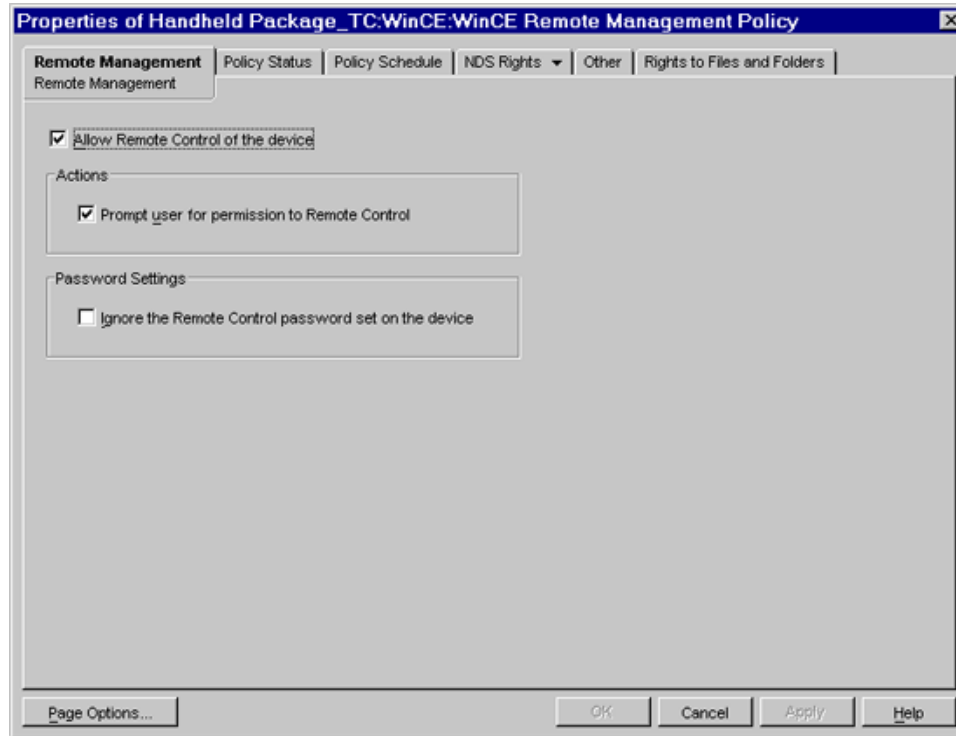 Properties of Handheld Package_TC:WinCE:WinCE Remote Management Policy
Remote Management Policy Status Policy Schedule NDS Rights Other Rights to Files and Folders
Remote Management
Allow Remote Control of the device
Actions
Prompt user for permission to Remote Control
Password Settings
Ignore the Remote Control password set on the device
Page Options... OK Cancel Apply Help